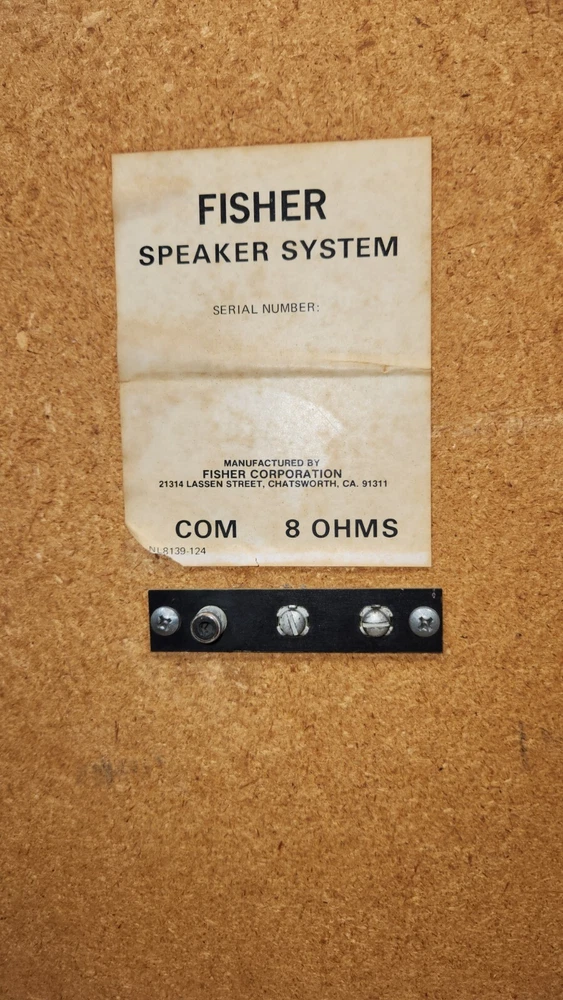 FISHER
SPEAKER SYSTEM
SERIAL NUMBER:
MANUFACTURED BY
FISHER CORPORATION
21314 LASSEN STREET, CHATSWORTH, CA. 91311
COM 8 OHMS
NL8139-124